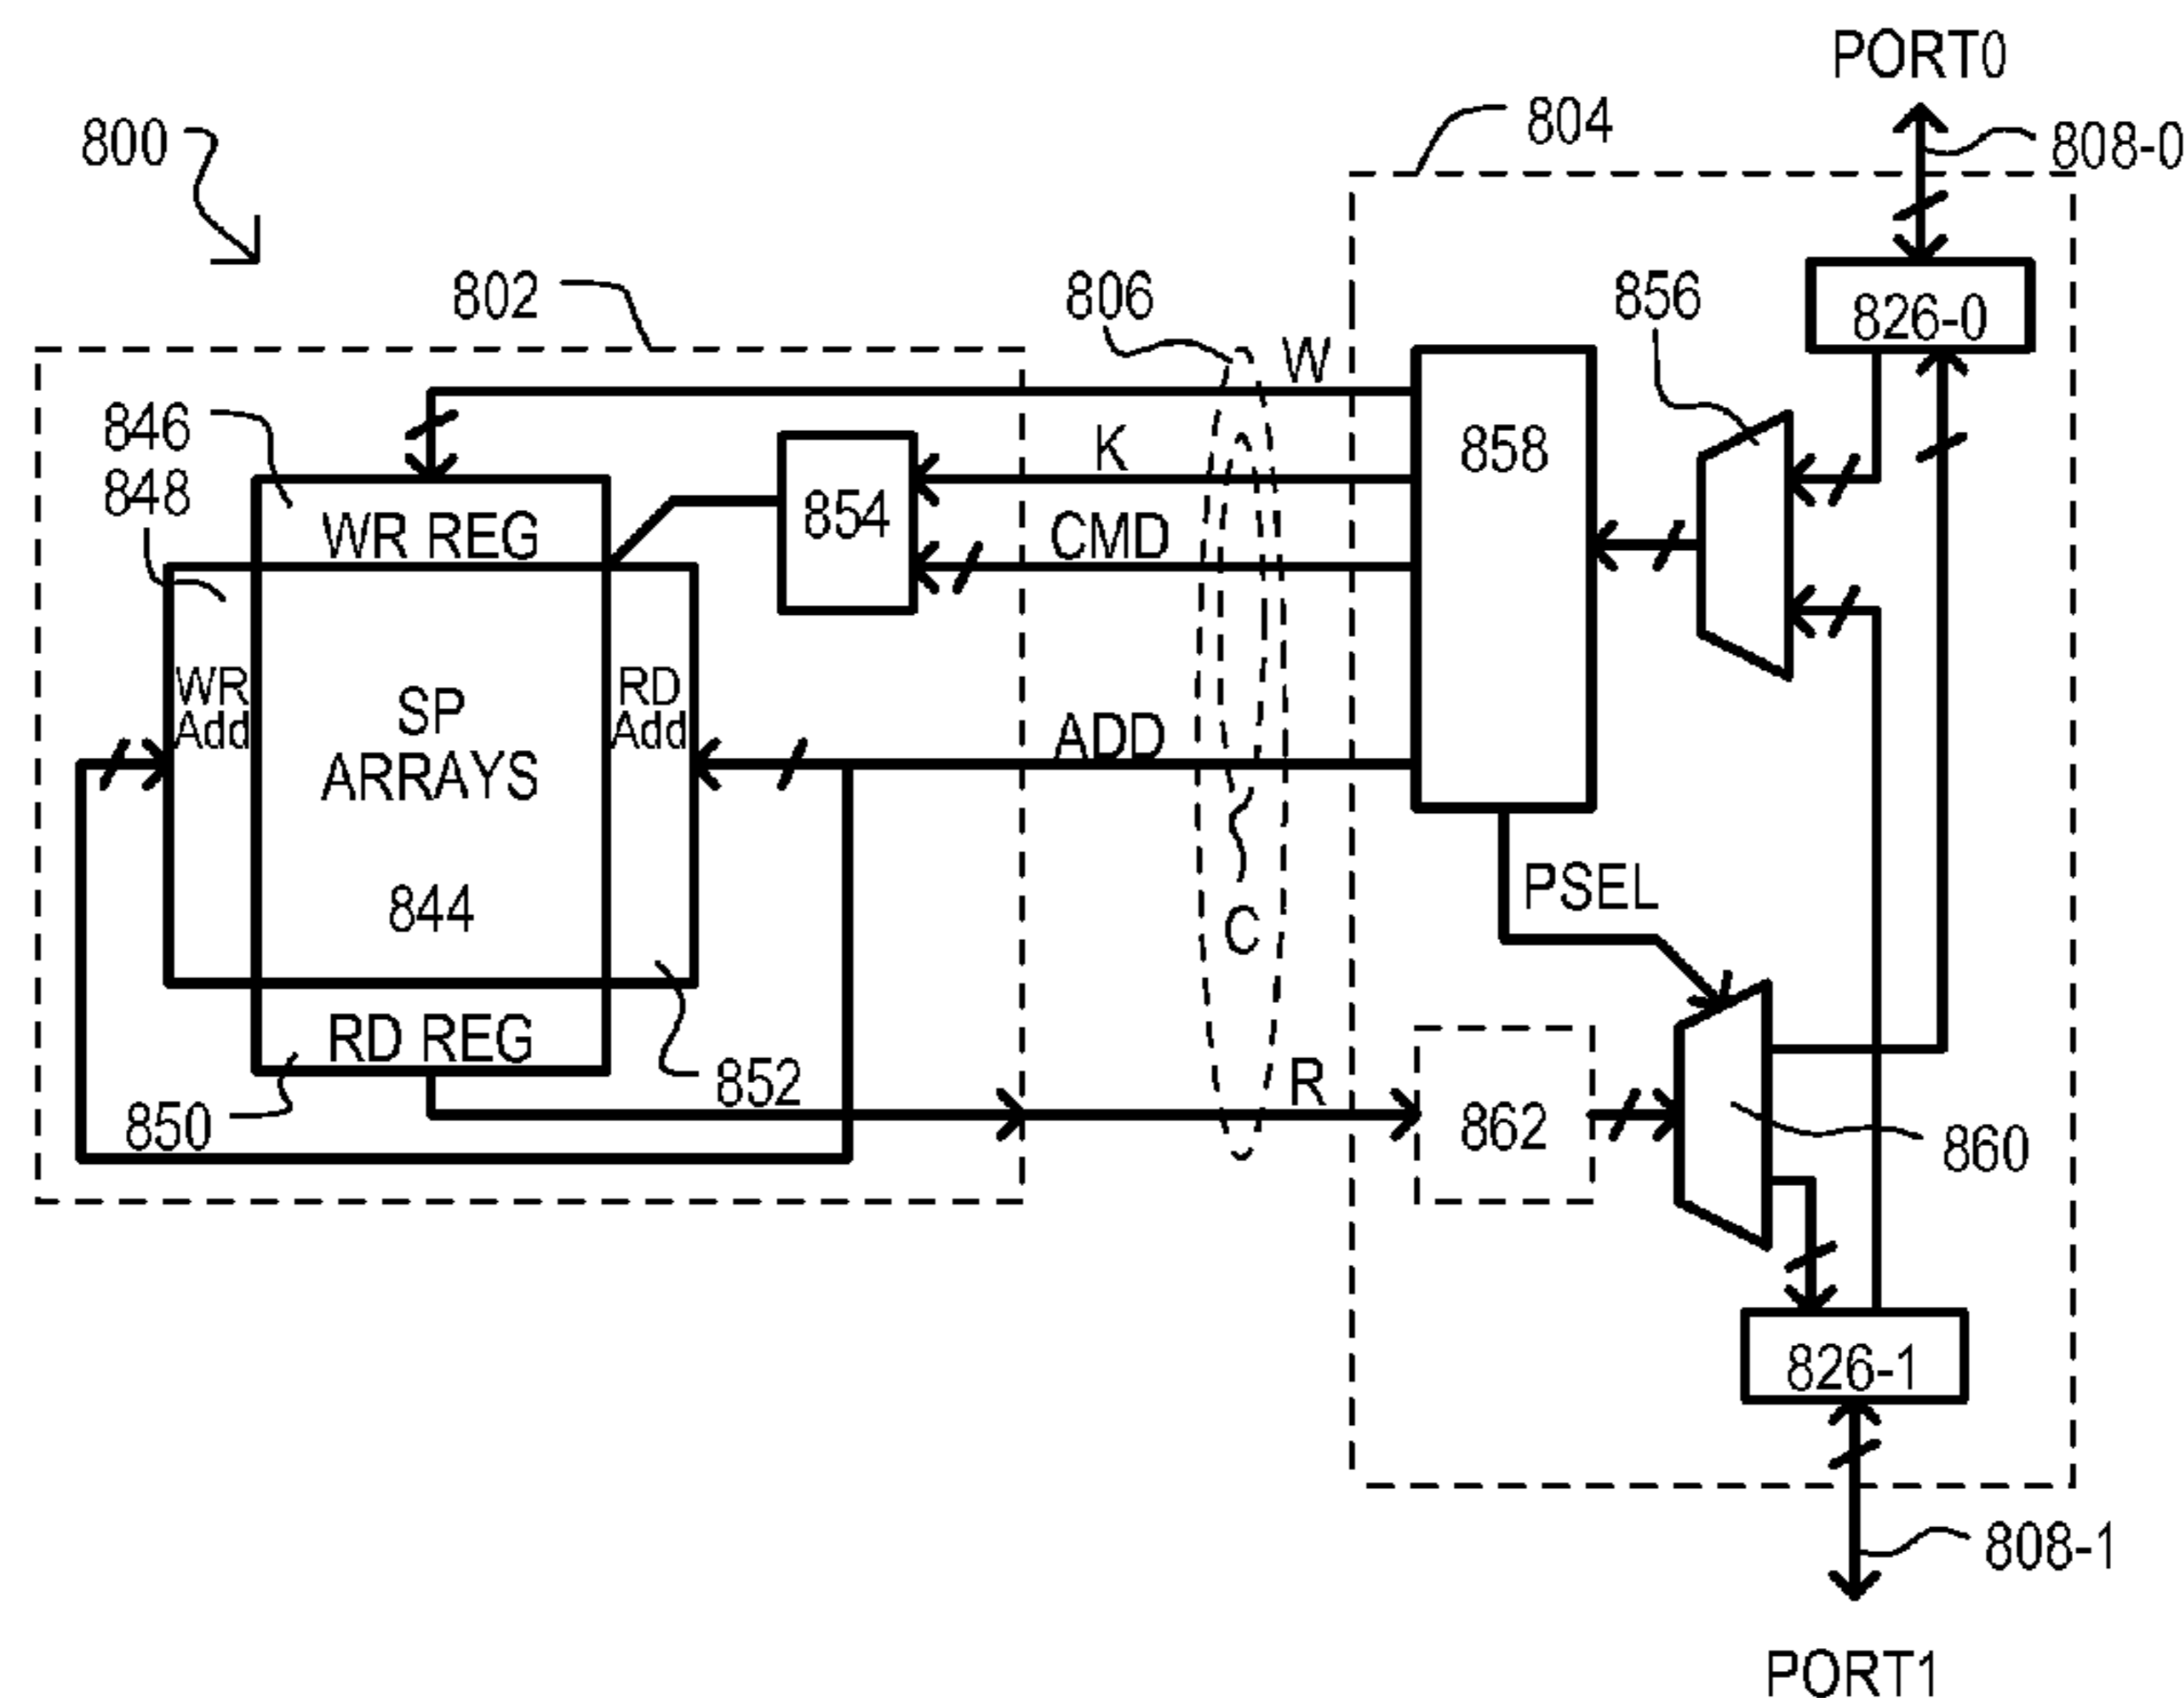 PORT0
800
804
808-0
802
806
856
826-0
W
846
K
858
848
854
WR REG
CMD
WR
Add
SP
ARRAYS
RD
Add
ADD
844
PSEL
C
RD REG
852
R
850
862
860
826-1
808-1
PORT1